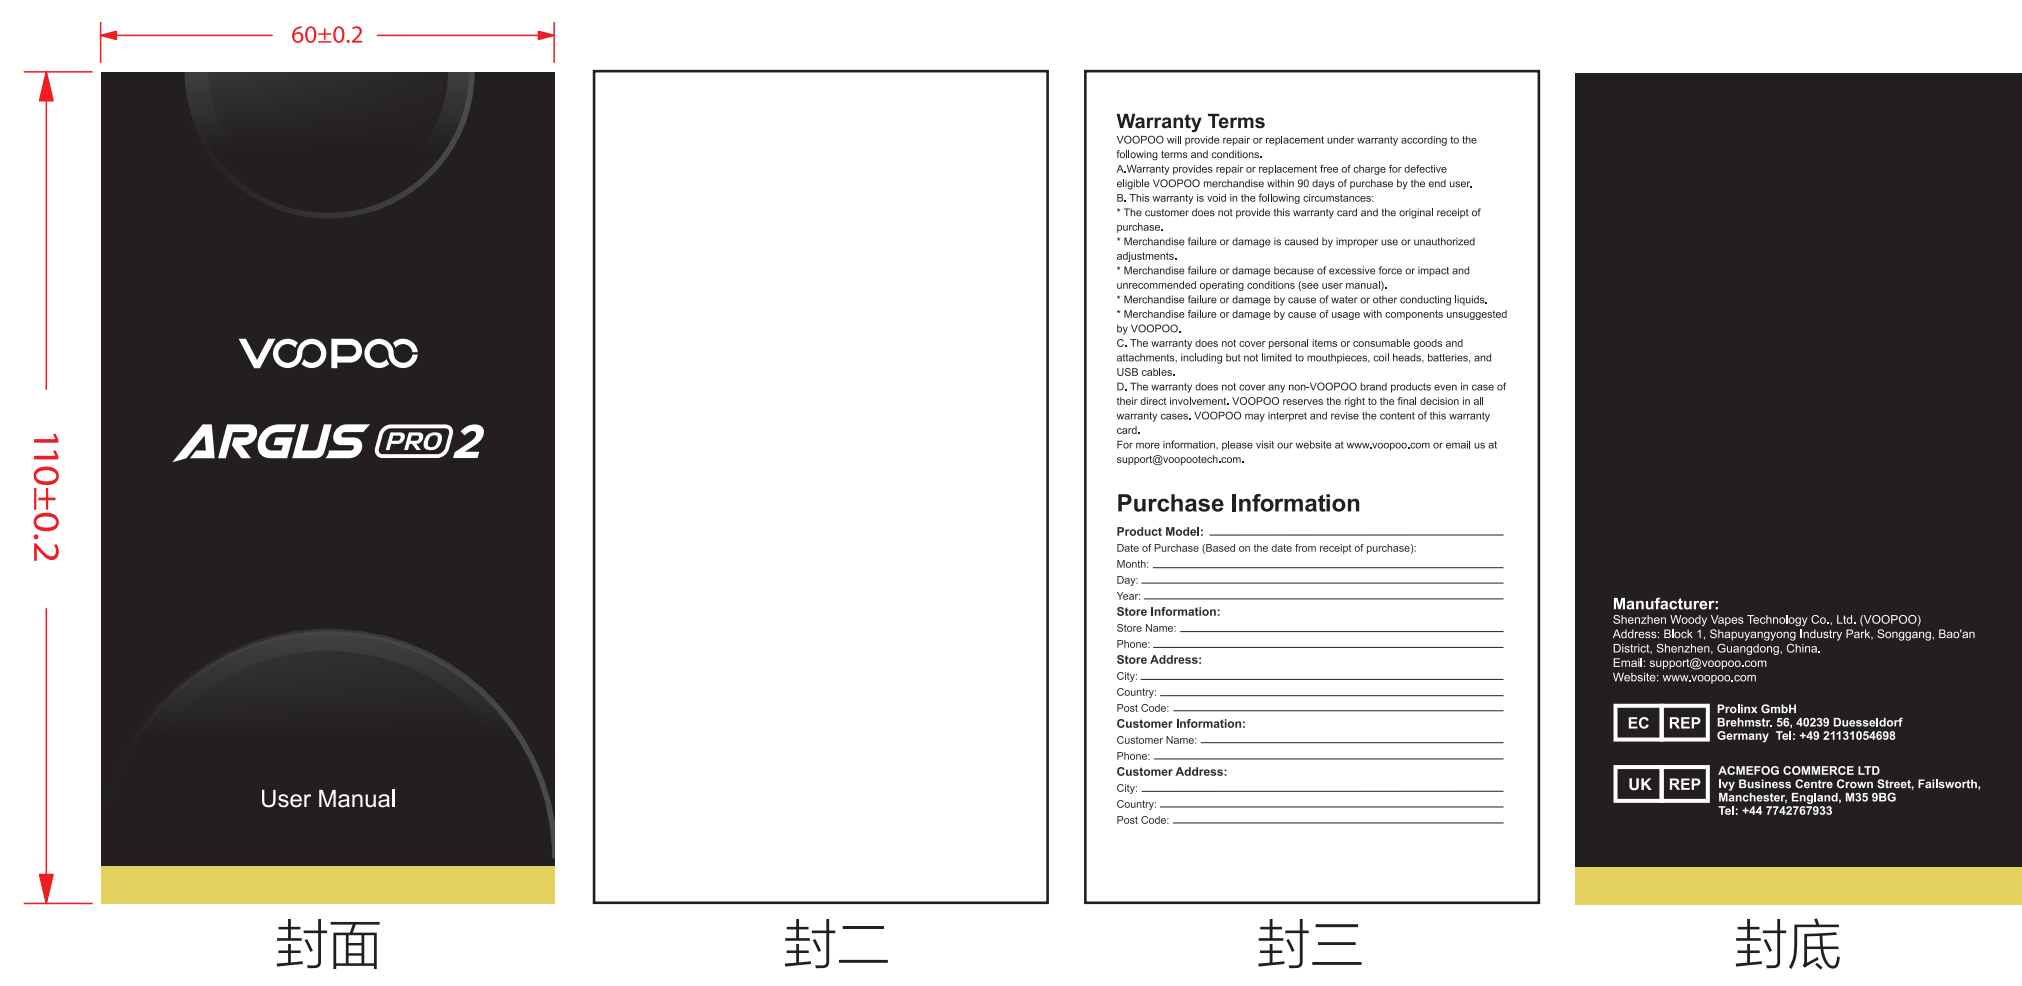 60±0.2
110±0.2
VOOPOO
ARGUS PRO 2
User Manual
封面
封二
Warranty Terms
VOOPOO will provide repair or replacement under warranty according to the
following terms and conditions.
A.Warranty provides repair or replacement free of charge for defective
eligible VOOPOO merchandise within 90 days of purchase by the end user.
B. This warranty is void in the following circumstances:
* The customer does not provide this warranty card and the original receipt of
purchase.
* Merchandise failure or damage is caused by improper use or unauthorized
adjustments.
* Merchandise failure or damage because of excessive force or impact and
unrecommended operating conditions (see user manual).
* Merchandise failure or damage by cause of water or other conducting liquids.
* Merchandise failure or damage by cause of usage with components unsuggested
by VOOPOO.
C. The warranty does not cover personal items or consumable goods and
attachments, including but not limited to mouthpieces, coil heads, batteries, and
USB cables.
D. The warranty does not cover any non-VOOPOO brand products even in case of
their direct involvement. VOOPOO reserves the right to the final decision in all
warranty cases. VOOPOO may interpret and revise the content of this warranty
card.
For more information, please visit our website at www.voopoo.com or email us at
support@voopootech.com.
Purchase Information
Product Model:
Date of Purchase (Based on the date from receipt of purchase):
Month:
Day:
Year:
Store Information:
Store Name:
Phone:
Store Address:
City:
Country:
Post Code:
Customer Information:
Customer Name:
Phone:
Customer Address:
City:
Country:
Post Code:
封三
Manufacturer:
Shenzhen Woody Vapes Technology Co., Ltd. (VOOPOO)
Address: Block 1, Shapuyangyong Industry Park, Songgang, Bao'an
District, Shenzhen, Guangdong, China.
Email: support@voopoo.com
Website: www.voopoo.com
EC REP
Prolinx GmbH
Brehmstr. 56, 40239 Duesseldorf
Germany Tel: +49 21131054698
UK REP
ACMEFOG COMMERCE LTD
Ivy Business Centre Crown Street, Failsworth,
Manchester, England, M35 9BG
Tel: +44 7742767933
封底